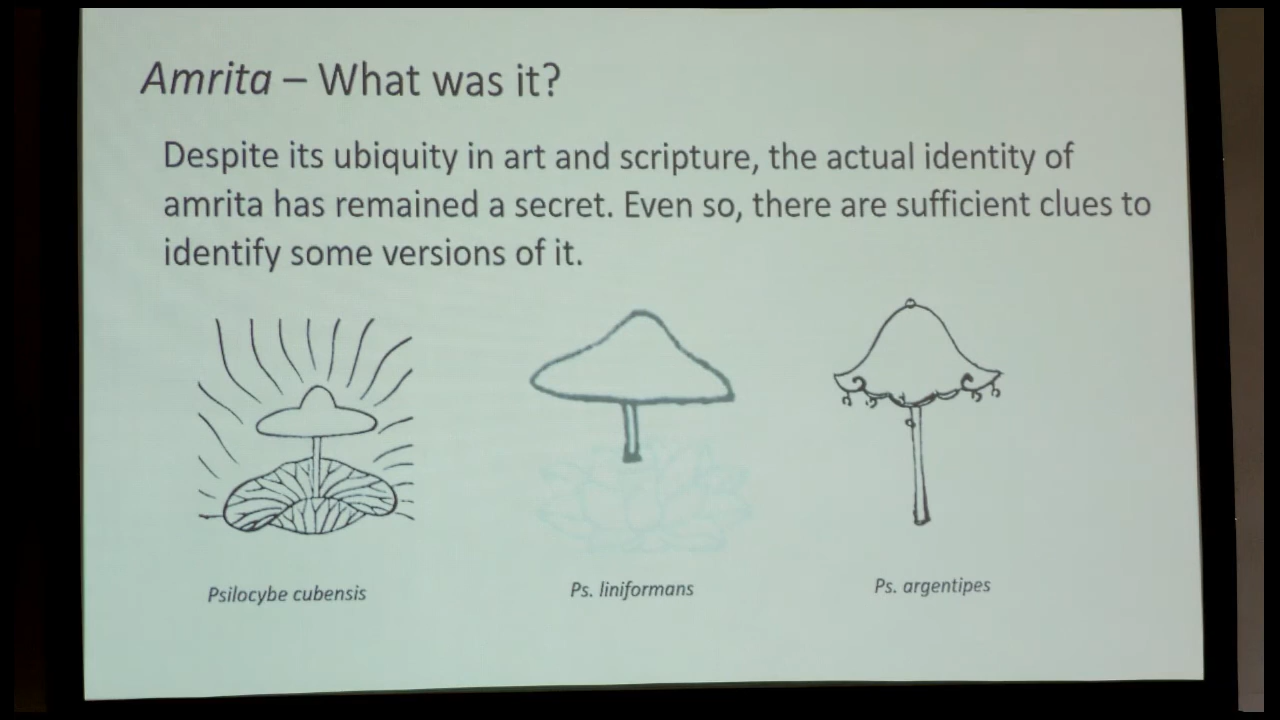 Amrita – What was it?
Despite its ubiquity in art and scripture, the actual identity of
amrita has remained a secret. Even so, there are sufficient clues to
identify some versions of it.
Psilocybe cubensis
Ps. liniformans
Ps. argentipes